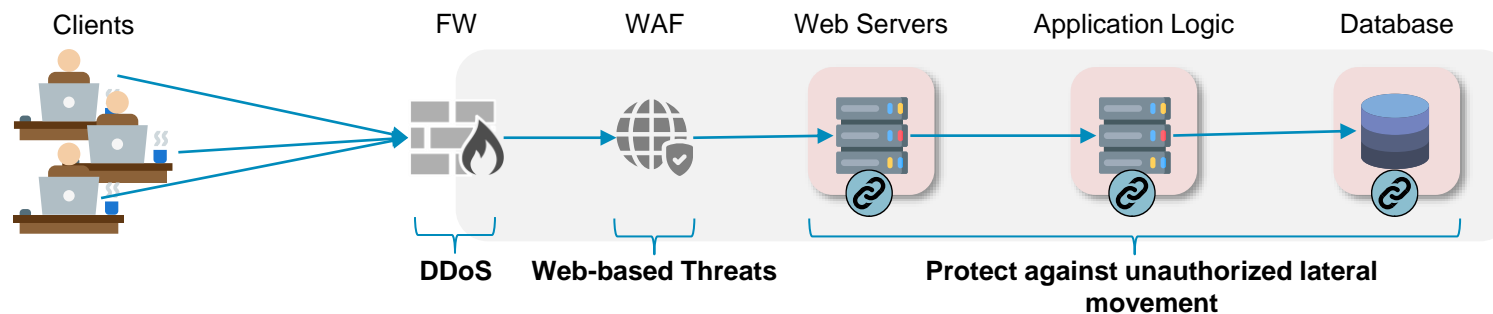 Clients
FW
WAF
Web Servers
Application Logic
Database
DDoS
Web-based Threats
Protect against unauthorized lateral
movement